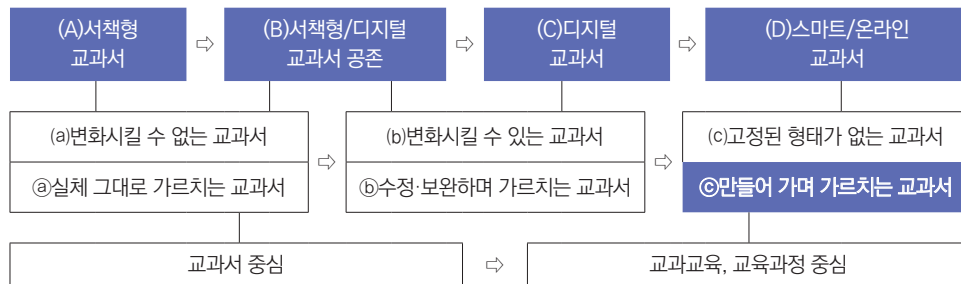 (A)서책형
교과서
⇨
(B)서책형/디지털
교과서 공존
⇨
(C)디지털
교과서
⇨
(D)스마트/온라인
교과서
(a)변화시킬 수 없는 교과서
ⓐ실체 그대로 가르치는 교과서
⇨
(b)변화시킬 수 있는 교과서
ⓑ수정·보완하며 가르치는 교과서
⇨
(c)고정된 형태가 없는 교과서
ⓒ만들어 가며 가르치는 교과서
교과서 중심
⇨
교과교육, 교육과정 중심